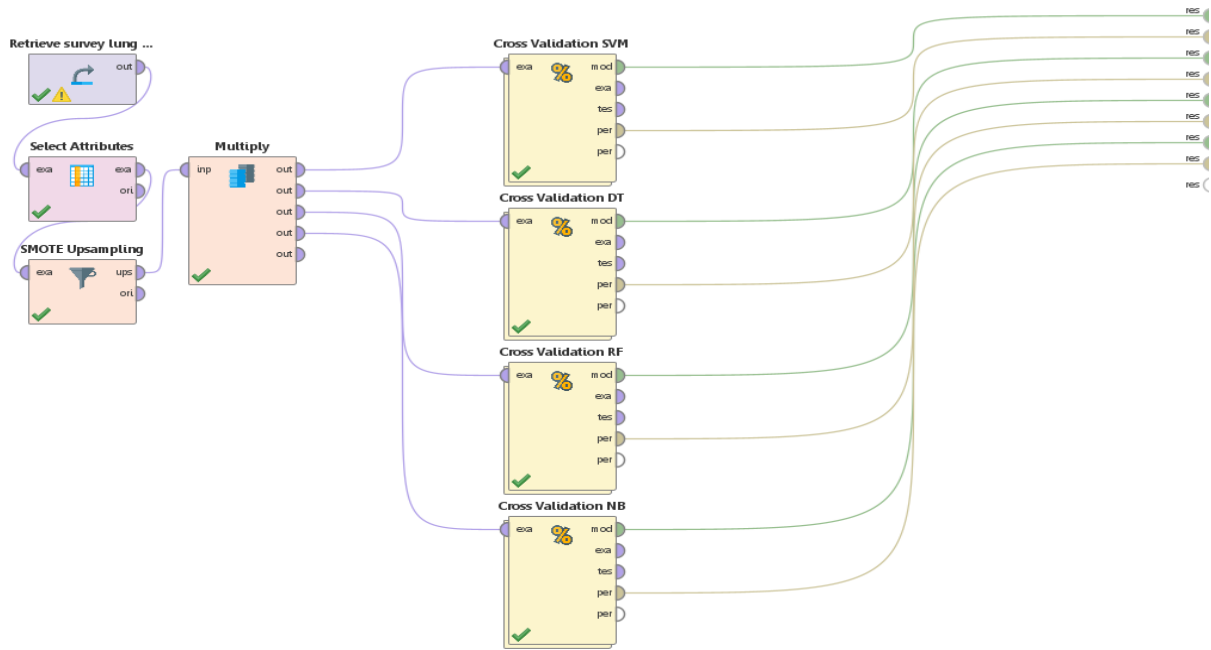 Retrieve survey lung ...
out
Select Attributes
exa exa
ori
SMOTE Upsampling
exa ups
ori
Multiply
inp out
out
out
out
out
Cross Validation SVM
exa % mod
exa
tes
per
per
Cross Validation DT
exa % mod
exa
tes
per
per
Cross Validation RF
exa % mod
exa
tes
per
per
Cross Validation NB
exa % mod
exa
tes
per
per
res
res
res
res
res
res
res
res
res